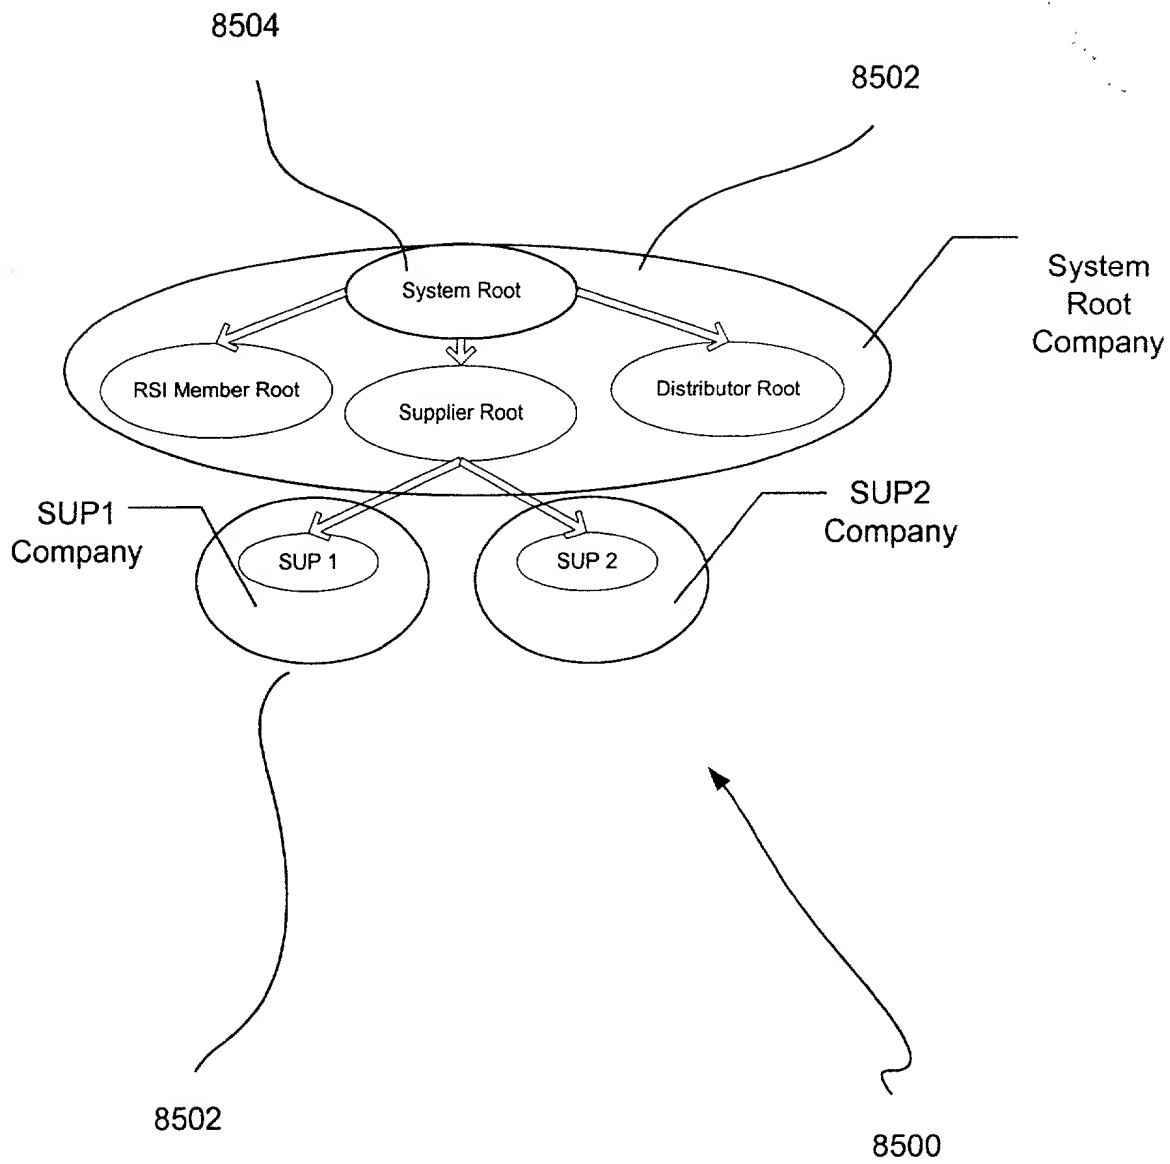 8504
8502
System Root
System
Root
Company
RSI Member Root
Supplier Root
Distributor Root
SUP1
Company
SUP 1
SUP 2
SUP2
Company
8502
8500